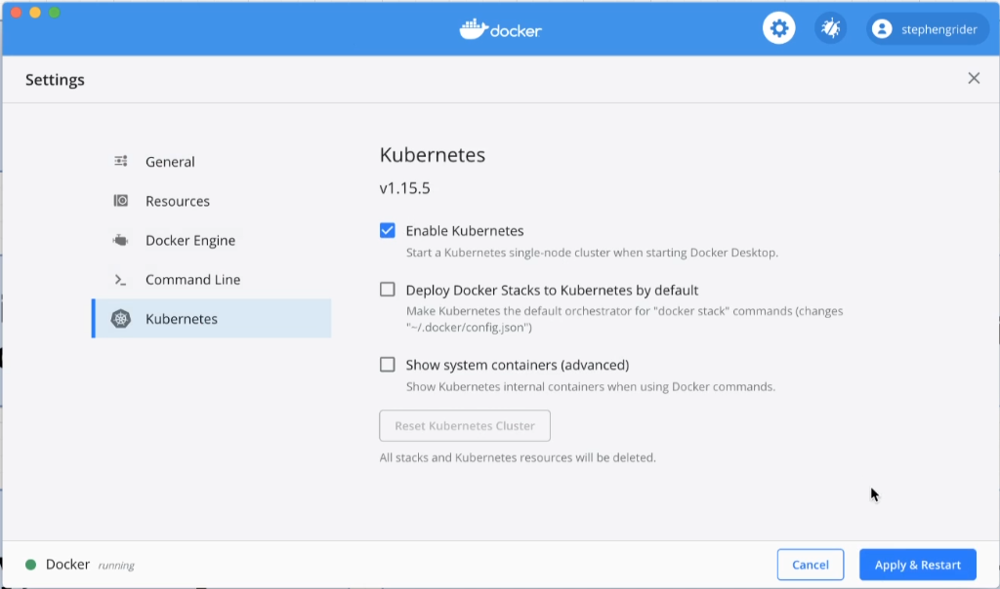 docker
stephengrider
Settings
General
Resources
Docker Engine
Command Line
Kubernetes
Kubernetes
v1.15.5
Enable Kubernetes
Start a Kubernetes single-node cluster when starting Docker Desktop.
Deploy Docker Stacks to Kubernetes by default
Make Kubernetes the default orchestrator for "docker stack" commands (changes
"~/.docker/config.json")
Show system containers (advanced)
Show Kubernetes internal containers when using Docker commands.
Reset Kubernetes Cluster
All stacks and Kubernetes resources will be deleted.
Docker running
Cancel
Apply & Restart